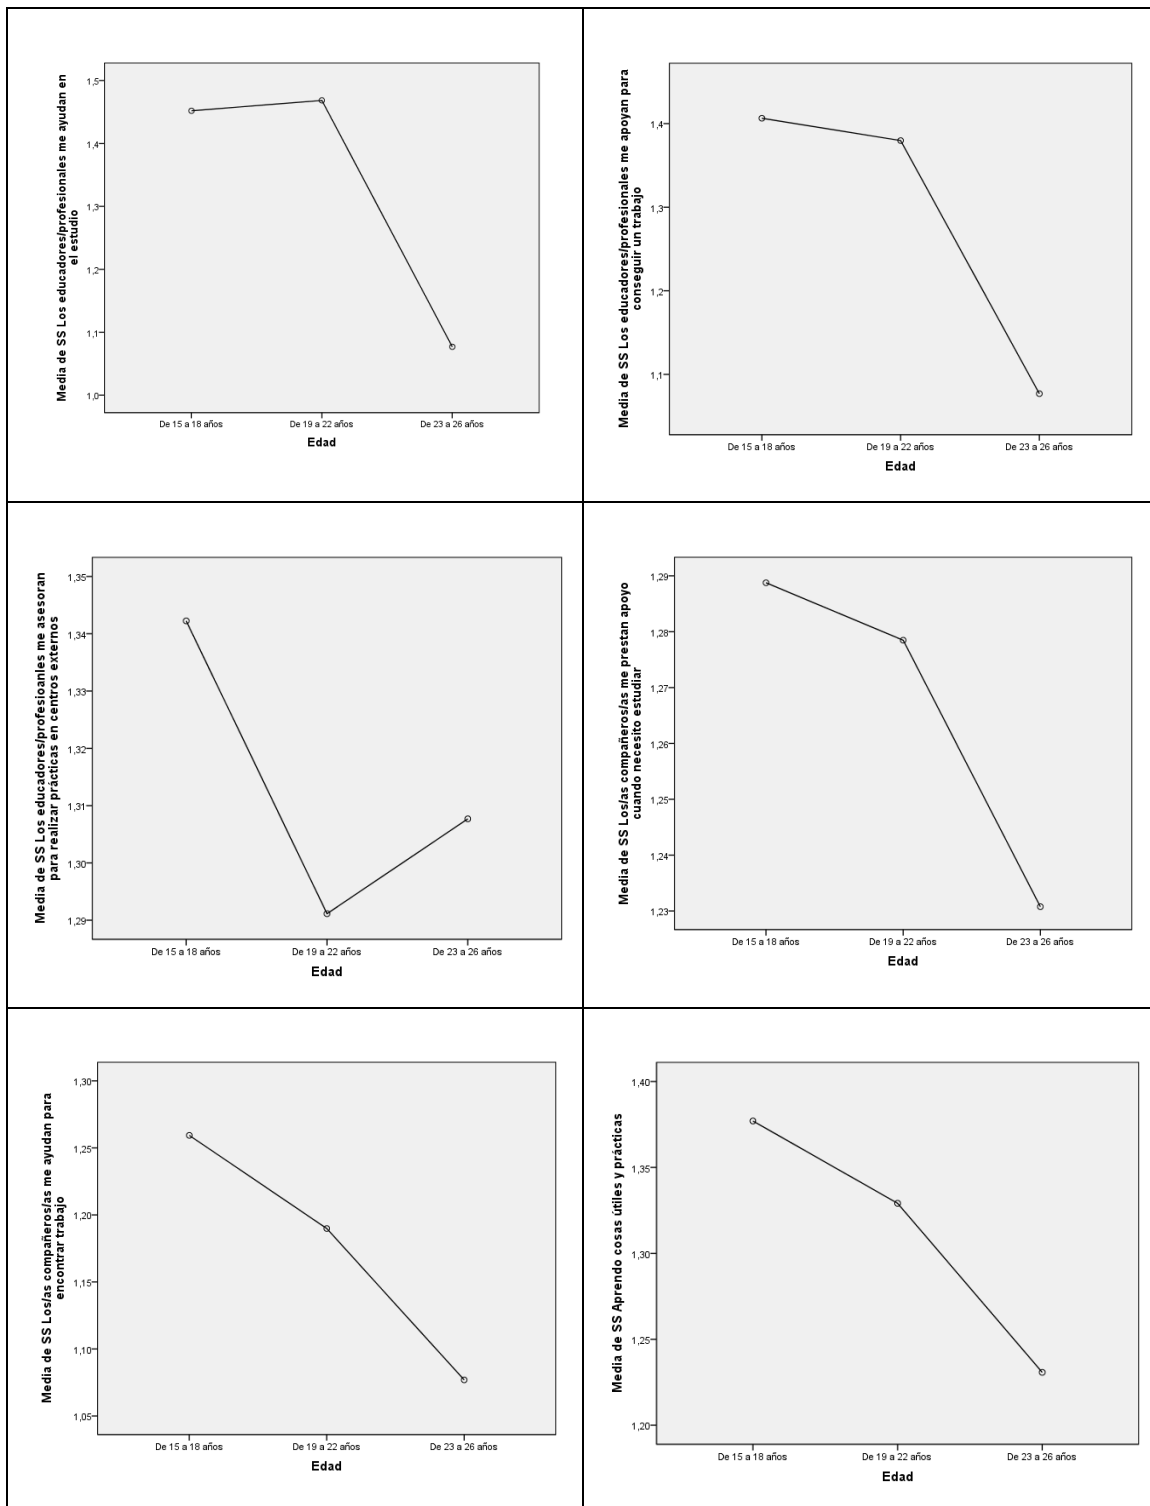 Media de SS Los educadores/profesionales me ayudan en
el estudio
1,5
1,4
1,3
1,2
1,1
1,0
De 15 a 18 años
De 19 a 22 años
De 23 a 26 años
Edad
Media de SS Los educadores/profesionales me apoyan para
conseguir un trabajo
1,4
1,3
1,2
1,1
De 15 a 18 años
De 19 a 22 años
De 23 a 26 años
Edad
Media de SS Los educadores/profesioanles me asesoran
para realizar prácticas en centros externos
1,35
1,34
1,33
1,32
1,31
1,30
1,29
De 15 a 18 años
De 19 a 22 años
De 23 a 26 años
Edad
Media de SS Los/as compañeros/as me prestan apoyo
cuando necesito estudiar
1,29
1,28
1,27
1,26
1,25
1,24
1,23
De 15 a 18 años
De 19 a 22 años
De 23 a 26 años
Edad
Media de SS Los/as compañeros/as me ayudan para
encontrar trabajo
1,30
1,25
1,20
1,15
1,10
1,05
De 15 a 18 años
De 19 a 22 años
De 23 a 26 años
Edad
Media de SS Aprendo cosas útiles y prácticas
1,40
1,35
1,30
1,25
1,20
De 15 a 18 años
De 19 a 22 años
De 23 a 26 años
Edad